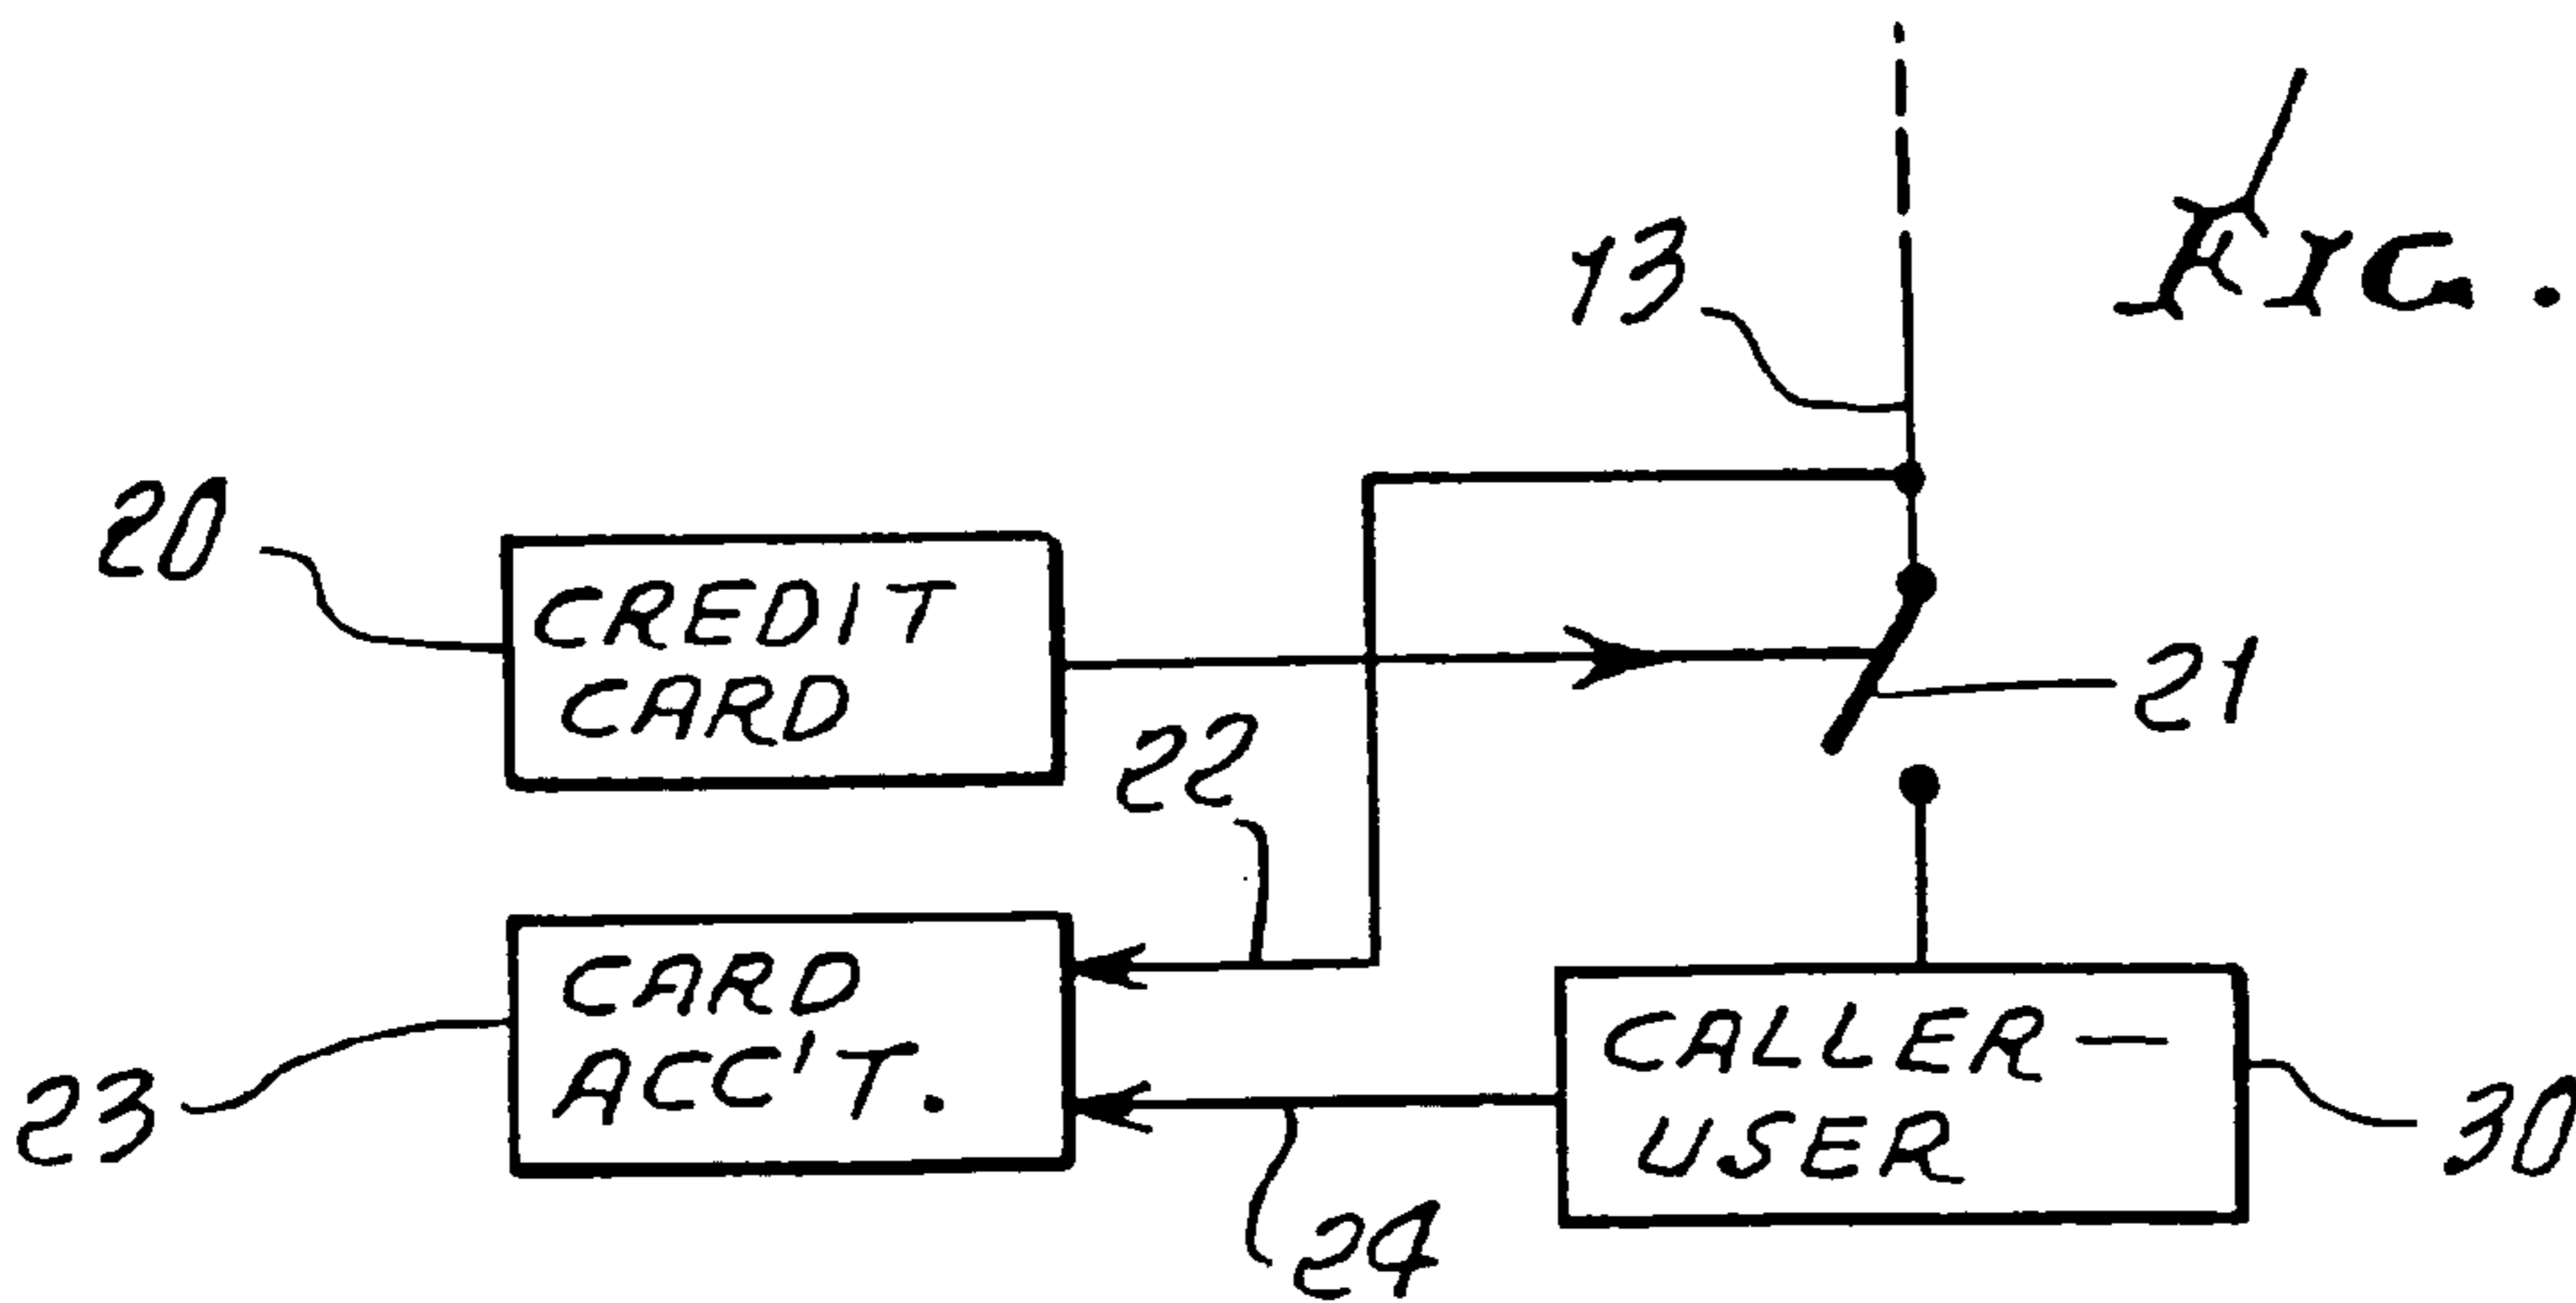 FIG.
13
20
CREDIT
CARD
21
22
CARD
ACC'T.
23
CALLER—
USER
30
24